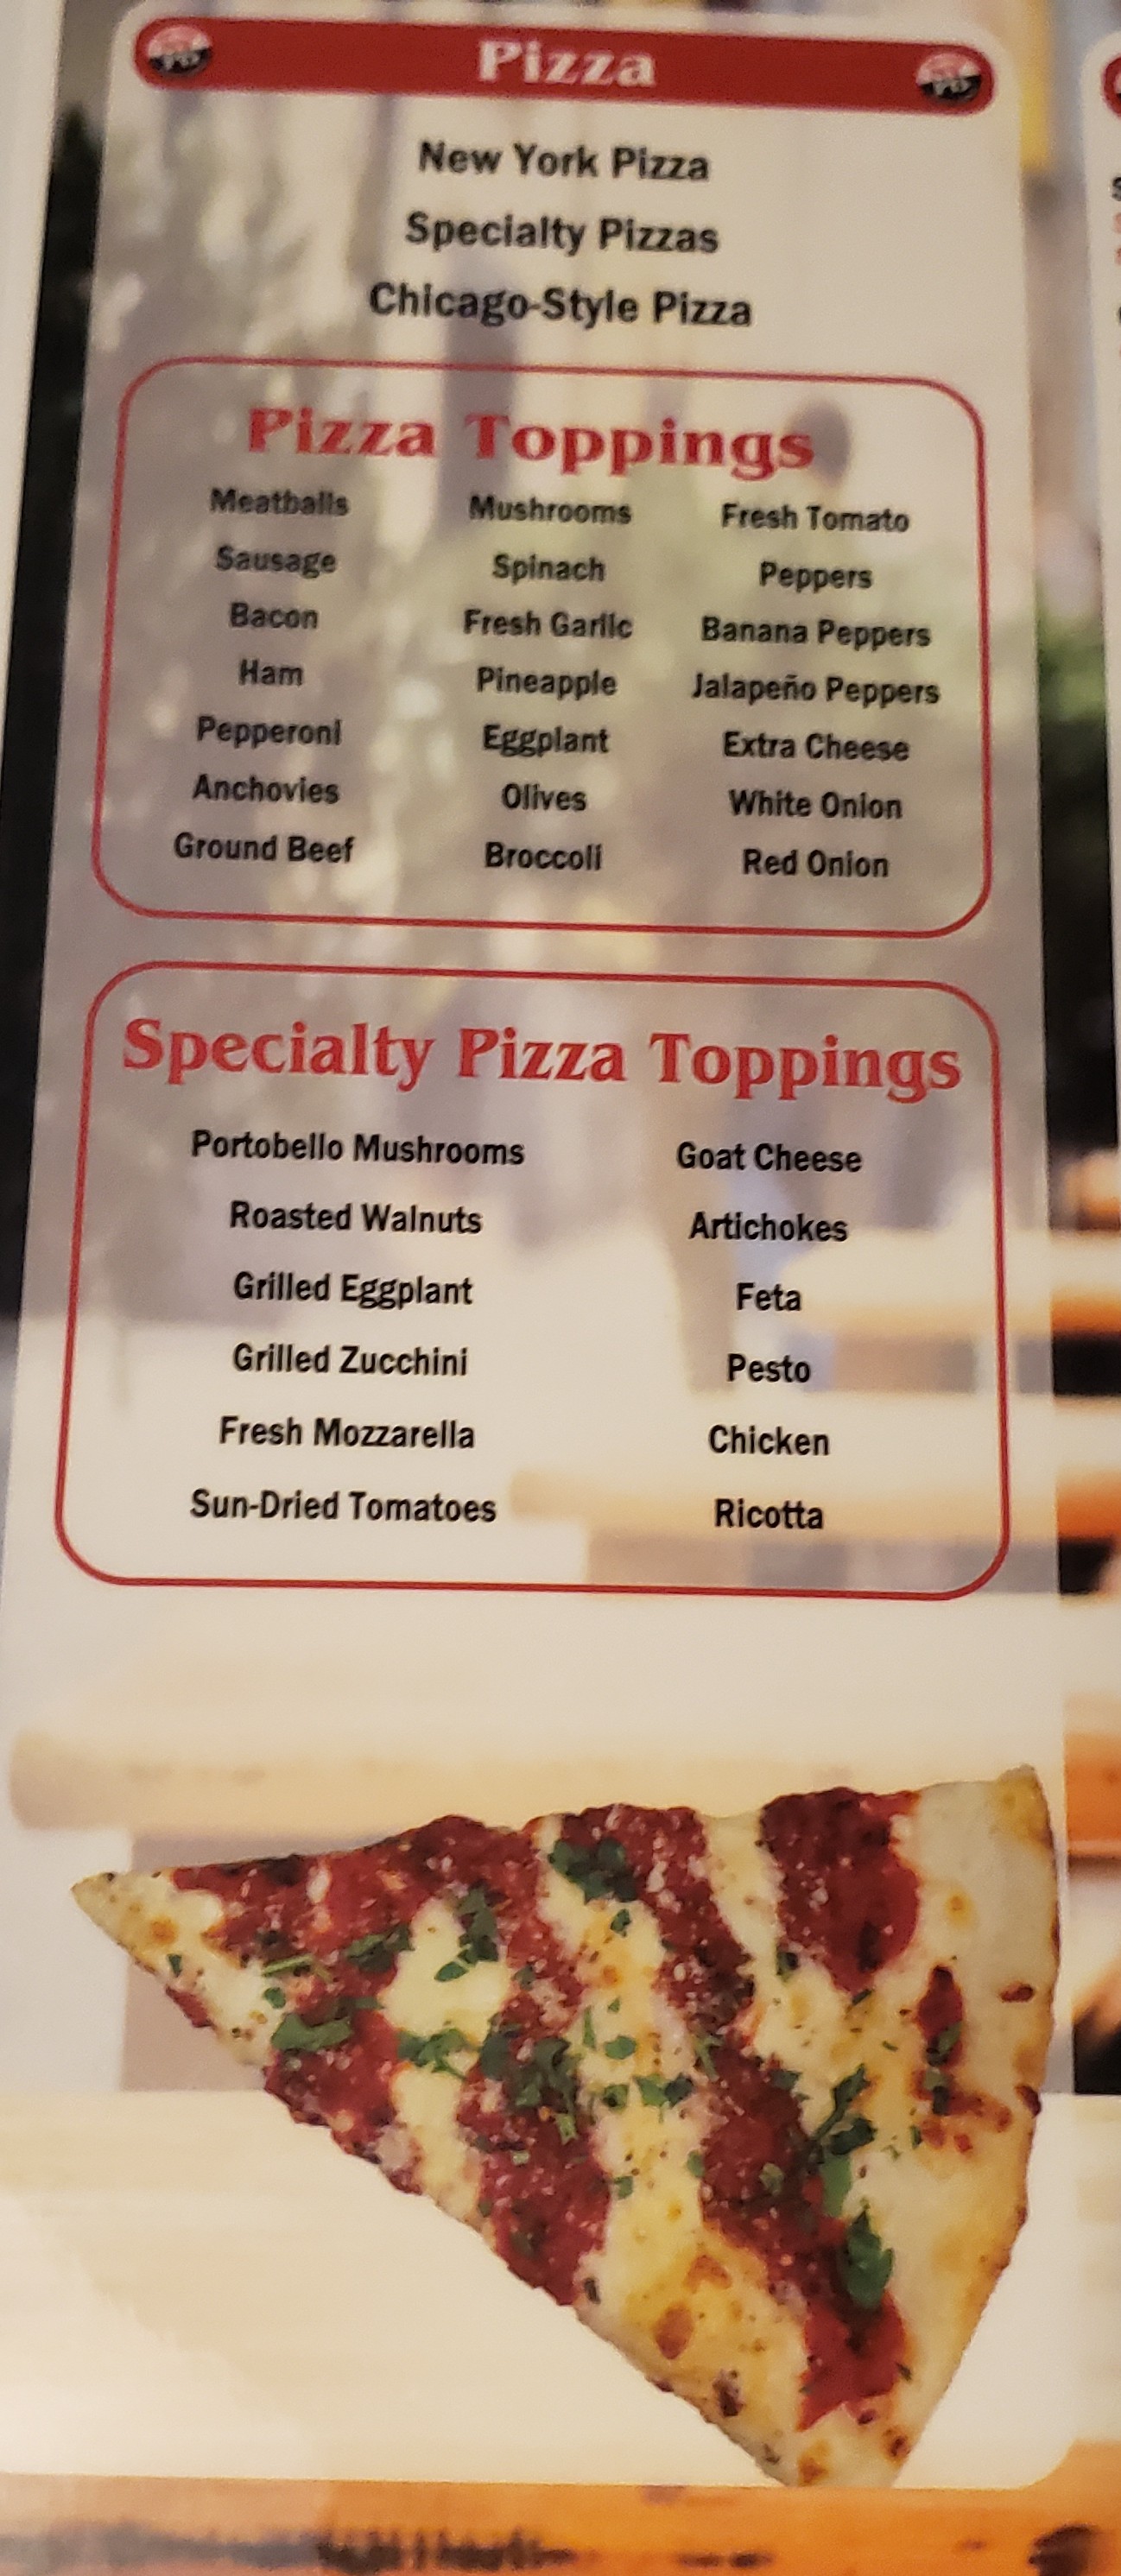 Pizza
New York Pizza
Specialty Pizzas
Chicago-Style Pizza
Pizza Toppings
Meatballs Mushrooms Fresh Tomato
Sausage Spinach Peppers
Bacon Fresh Garlic Banana Peppers
Ham Pineapple Jalapeño Peppers
Pepperoni Eggplant Extra Cheese
Anchovies Olives White Onion
Ground Beef Broccoli Red Onion
Specialty Pizza Toppings
Portobello Mushrooms Goat Cheese
Roasted Walnuts Artichokes
Grilled Eggplant Feta
Grilled Zucchini Pesto
Fresh Mozzarella Chicken
Sun-Dried Tomatoes Ricotta